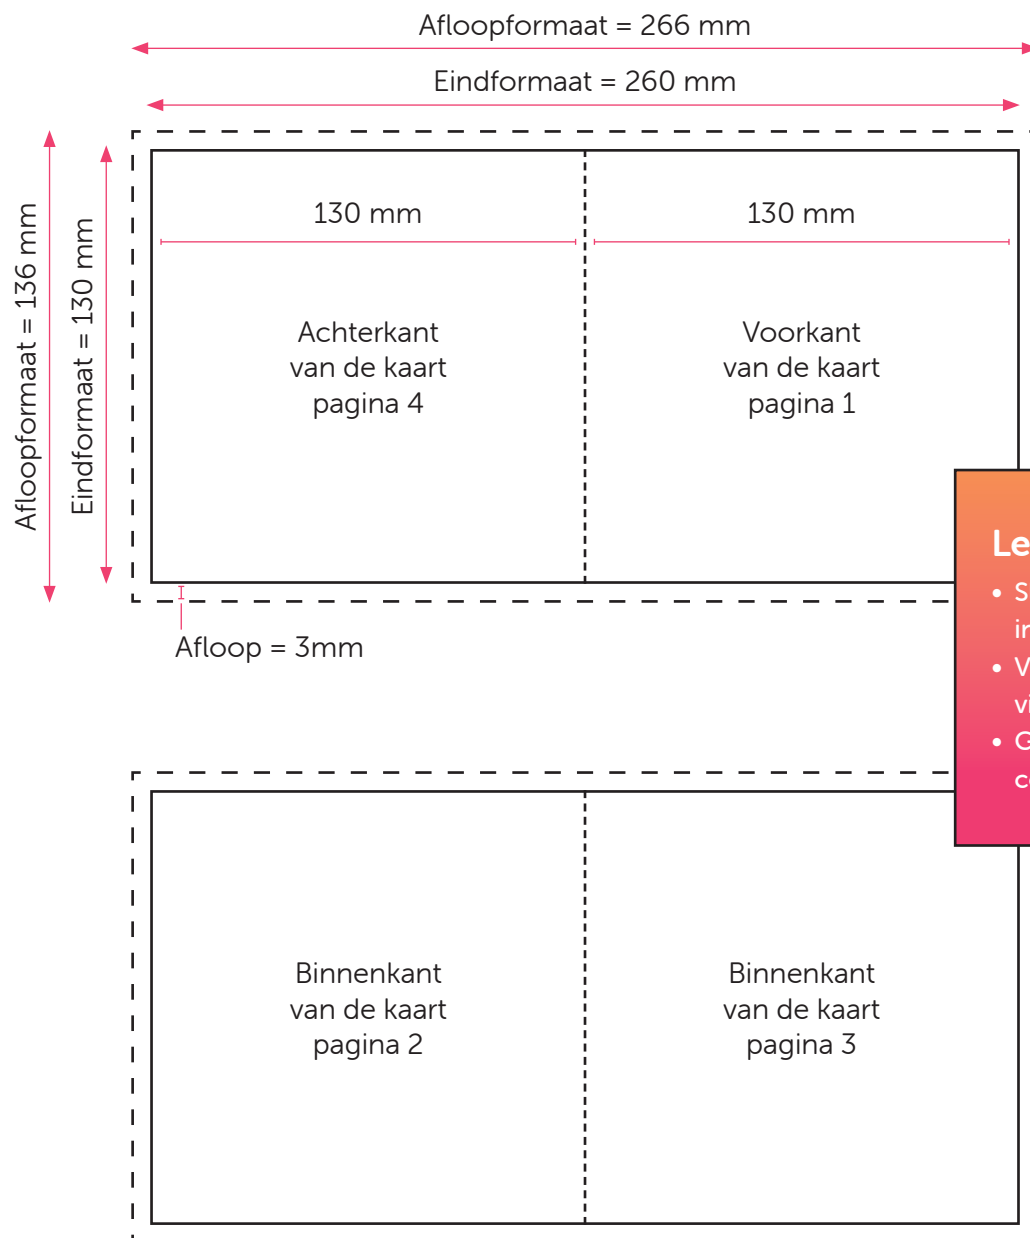 Afloopformaat = 266 mm
Eindformaat = 260 mm
Afloopformaat = 136 mm
Eindformaat = 130 mm
130 mm
130 mm
Achterkant
van de kaart
pagina 4
Voorkant
van de kaart
pagina 1
Afloop = 3mm
Binnenkant
van de kaart
pagina 2
Binnenkant
van de kaart
pagina 3